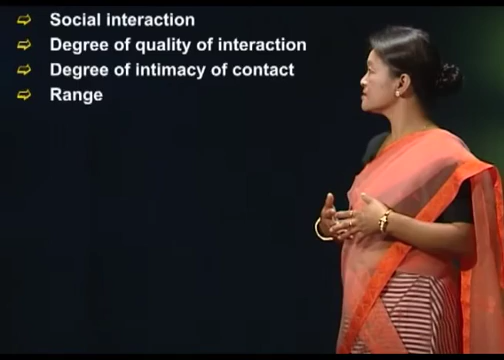 Social interaction
Degree of quality of interaction
Degree of intimacy of contact
Range